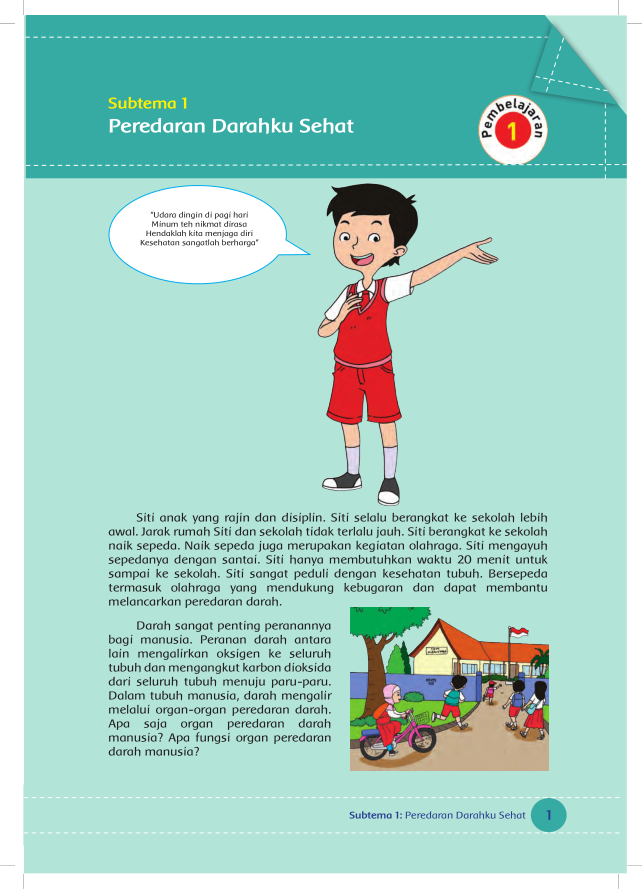 Subtema 1
Peredaran Darahku Sehat
Pembelajaran
1
"Udara dingin di pagi hari
Minum teh nikmat dirasa
Hendaklah kita menjaga diri
Kesehatan sangatlah berharga"
Siti anak yang rajin dan disiplin. Siti selalu berangkat ke sekolah lebih
awal. Jarak rumah Siti dan sekolah tidak terlalu jauh. Siti berangkat ke sekolah
naik sepeda. Naik sepeda juga merupakan kegiatan olahraga. Siti mengayuh
sepedanya dengan santai. Siti hanya membutuhkan waktu 20 menit untuk
sampai ke sekolah. Siti sangat peduli dengan kesehatan tubuh. Bersepeda
termasuk olahraga yang mendukung kebugaran dan dapat membantu
melancarkan peredaran darah.
Darah sangat penting peranannya
bagi manusia. Peranan darah antara
lain mengalirkan oksigen ke seluruh
tubuh dan mengangkut karbon dioksida
dari seluruh tubuh menuju paru-paru.
Dalam tubuh manusia, darah mengalir
melalui organ-organ peredaran darah.
Apa saja organ peredaran darah
manusia? Apa fungsi organ peredaran
darah manusia?
Subtema 1: Peredaran Darahku Sehat
1